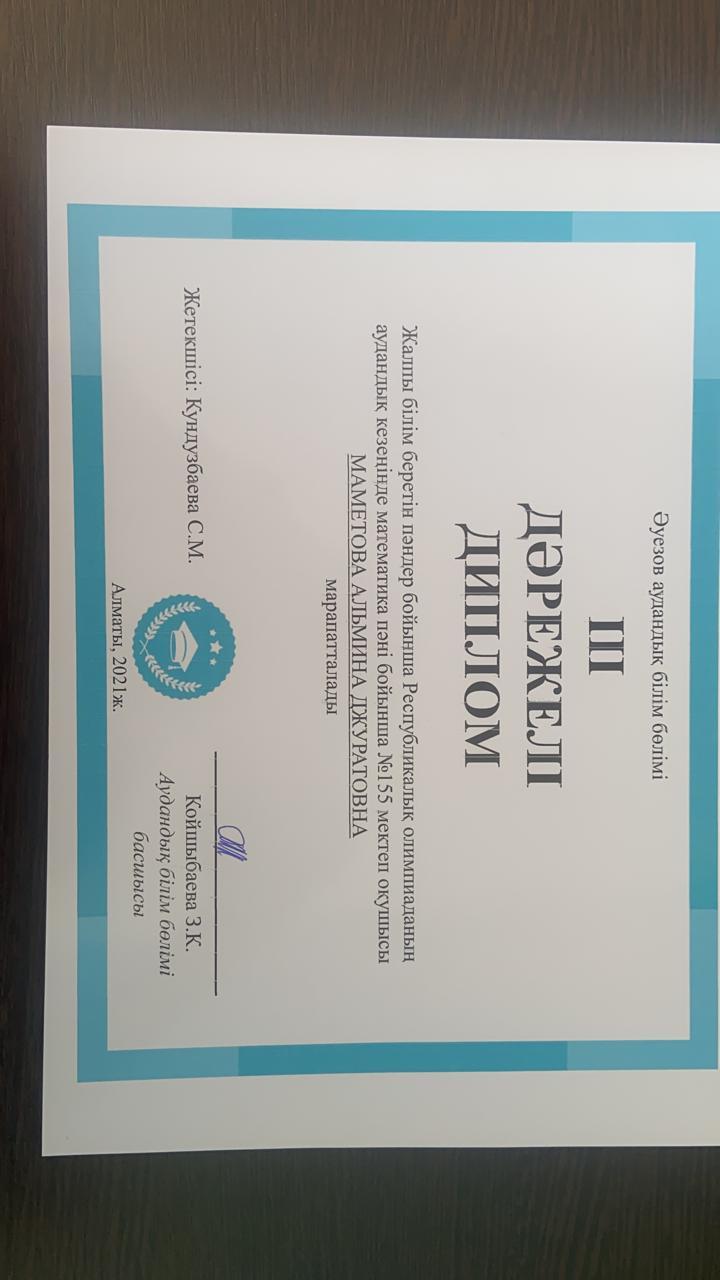 Әуезов аудандық білім бөлімі
III
ДӘРЕЖЕЛІ
ДИПЛОМ
Жалпы білім беретін пәндер бойынша Республикалық олимпиаданың
аудандық кезеңінде математика пәні бойынша №155 мектеп оқушысы
МАМЕТОВА АЛЬМИНА ДЖУРАТОВНА
марапатталады
Жетекшісі: Кундузбаева С.М.
Койшыбаева З.К.
Аудандық білім бөлімі
басшысы
Алматы, 2021ж.